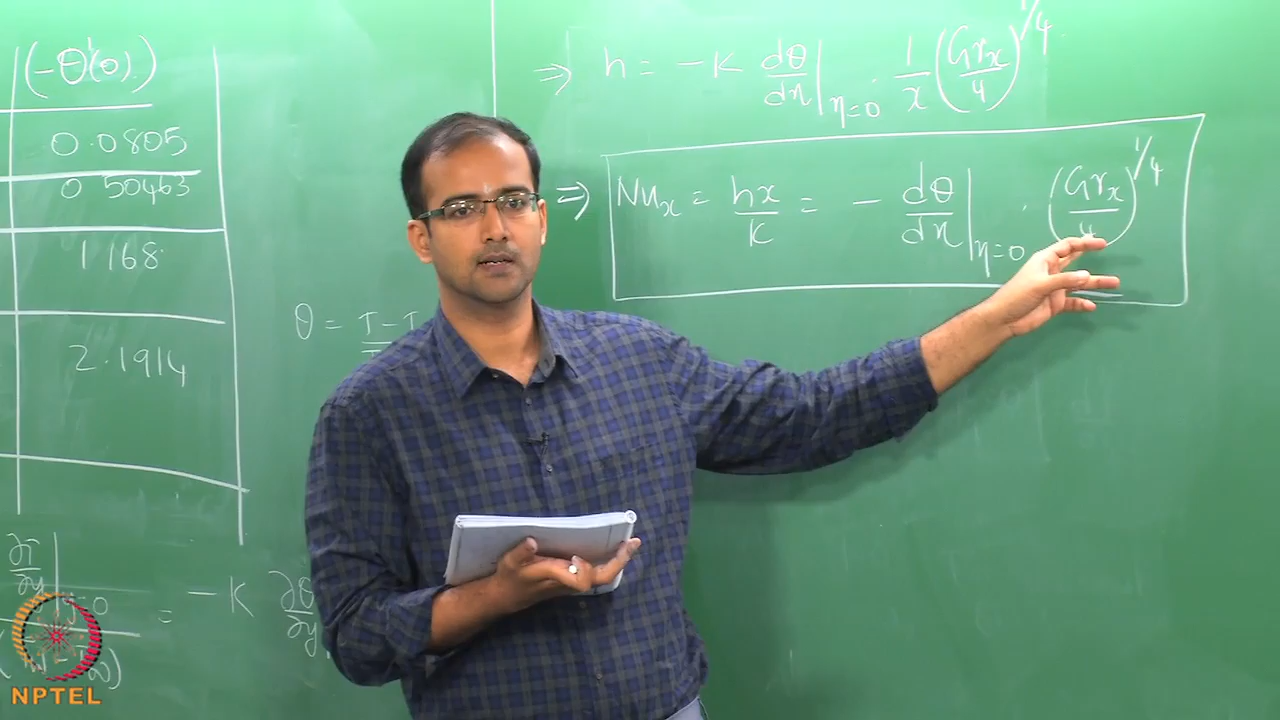 (-θ'(0))
0.0805
0 50463
1 168
2.1914
⇒ h = -K dθ/dη|η=0 · 1/x (Grx/4)^1/4
⇒ Nux = hx/K = - dθ/dη|η=0 · (Grx/4)^1/4
θ = T-T
∂T/∂y| = -K ∂θ/∂y
NPTEL